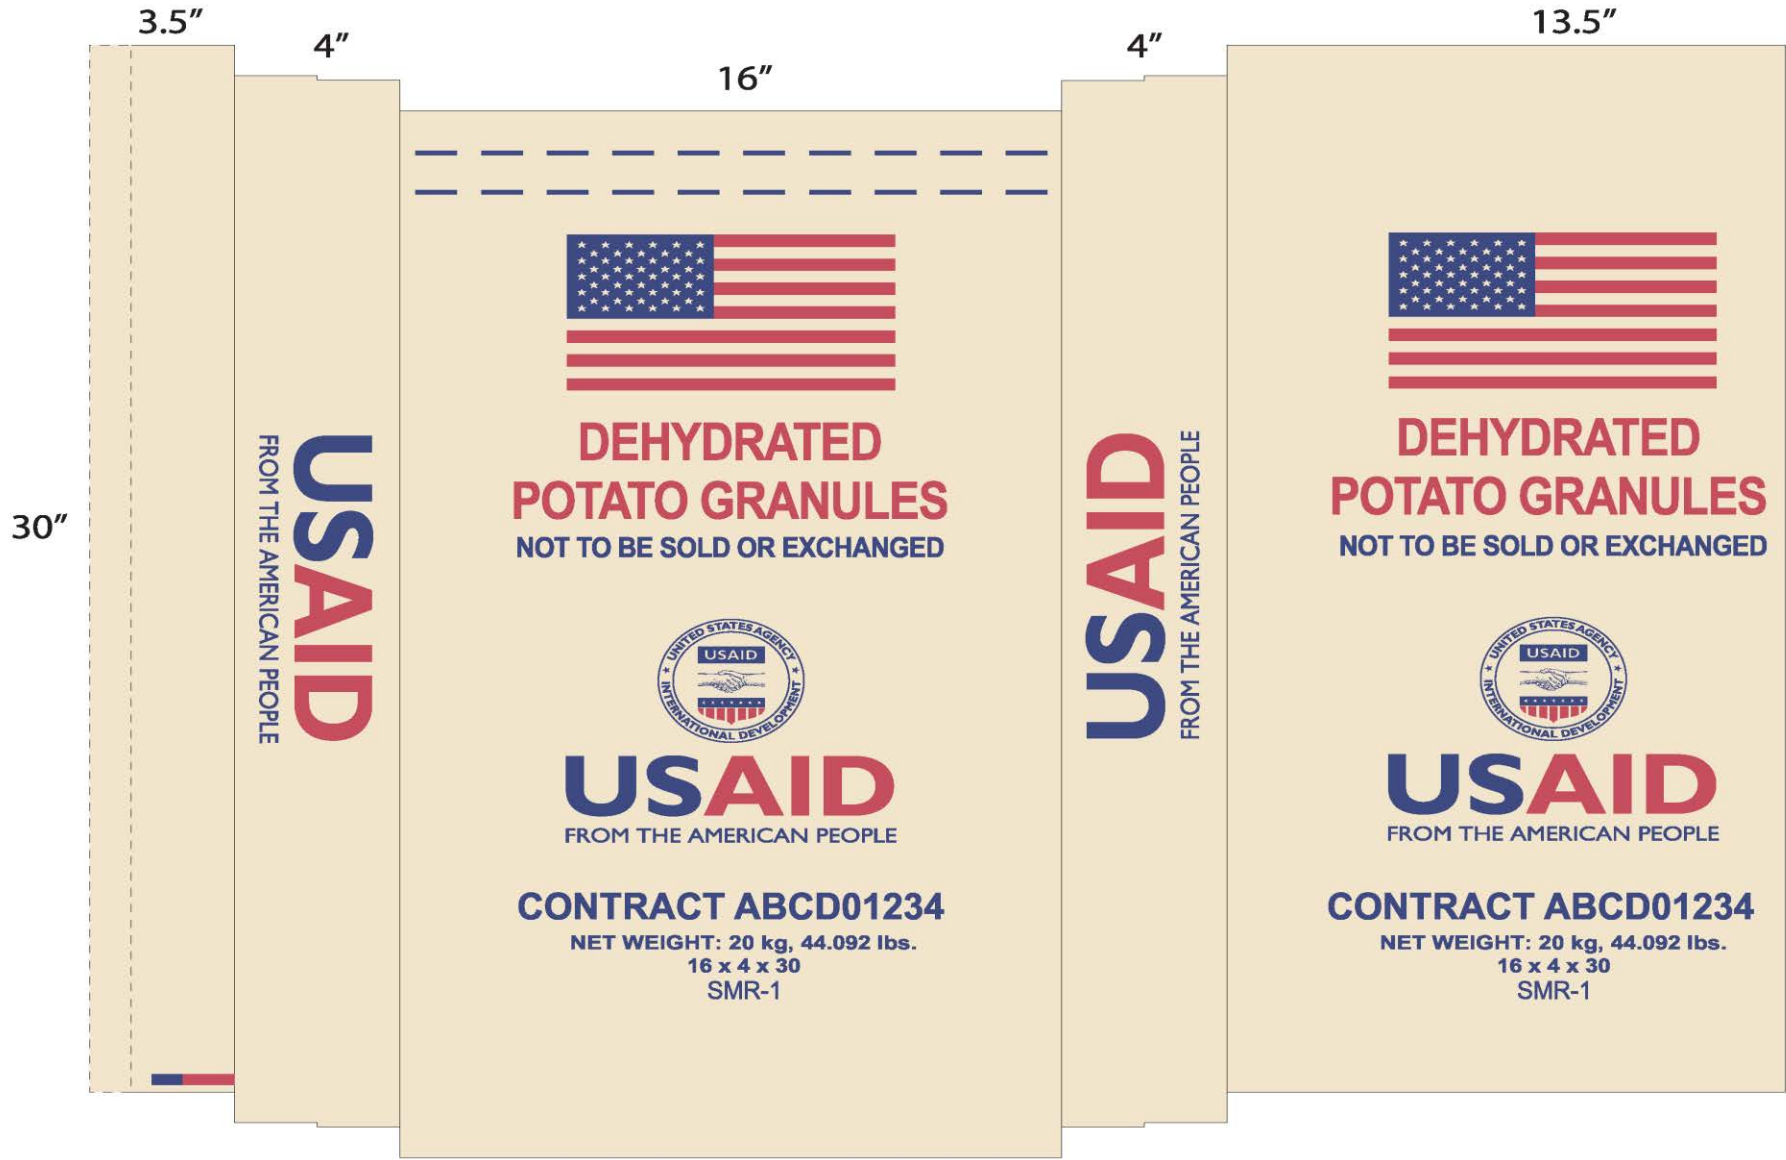 3.5”
4”
16”
4”
13.5”
30”
USAID
FROM THE AMERICAN PEOPLE
DEHYDRATED
POTATO GRANULES
NOT TO BE SOLD OR EXCHANGED
UNITED STATES AGENCY
USAID
INTERNATIONAL DEVELOPMENT
USAID
FROM THE AMERICAN PEOPLE
CONTRACT ABCD01234
NET WEIGHT: 20 kg, 44.092 lbs.
16 x 4 x 30
SMR-1
USAID
FROM THE AMERICAN PEOPLE
DEHYDRATED
POTATO GRANULES
NOT TO BE SOLD OR EXCHANGED
UNITED STATES AGENCY
USAID
INTERNATIONAL DEVELOPMENT
USAID
FROM THE AMERICAN PEOPLE
CONTRACT ABCD01234
NET WEIGHT: 20 kg, 44.092 lbs.
16 x 4 x 30
SMR-1